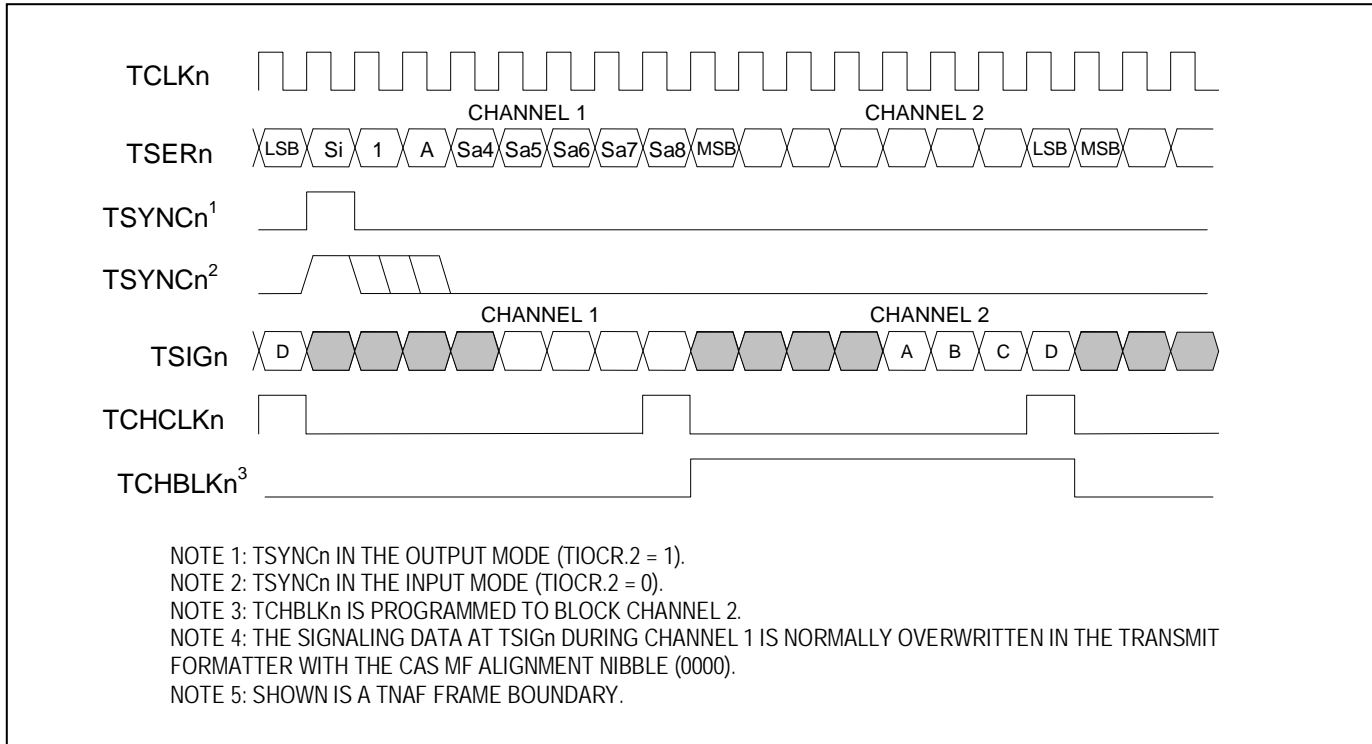 TCLKn
CHANNEL 1 CHANNEL 2
TSERn LSB Si 1 A Sa4 Sa5 Sa6 Sa7 Sa8 MSB LSB MSB
TSYNCn1
TSYNCn2
CHANNEL 1 CHANNEL 2
TSIGn D A B C D
TCHCLKn
TCHBLKn3
NOTE 1: TSYNCn IN THE OUTPUT MODE (TIOCR.2 = 1).
NOTE 2: TSYNCn IN THE INPUT MODE (TIOCR.2 = 0).
NOTE 3: TCHBLKn IS PROGRAMMED TO BLOCK CHANNEL 2.
NOTE 4: THE SIGNALING DATA AT TSIGn DURING CHANNEL 1 IS NORMALLY OVERWRITTEN IN THE TRANSMIT
FORMATTER WITH THE CAS MF ALIGNMENT NIBBLE (0000).
NOTE 5: SHOWN IS A TNAF FRAME BOUNDARY.